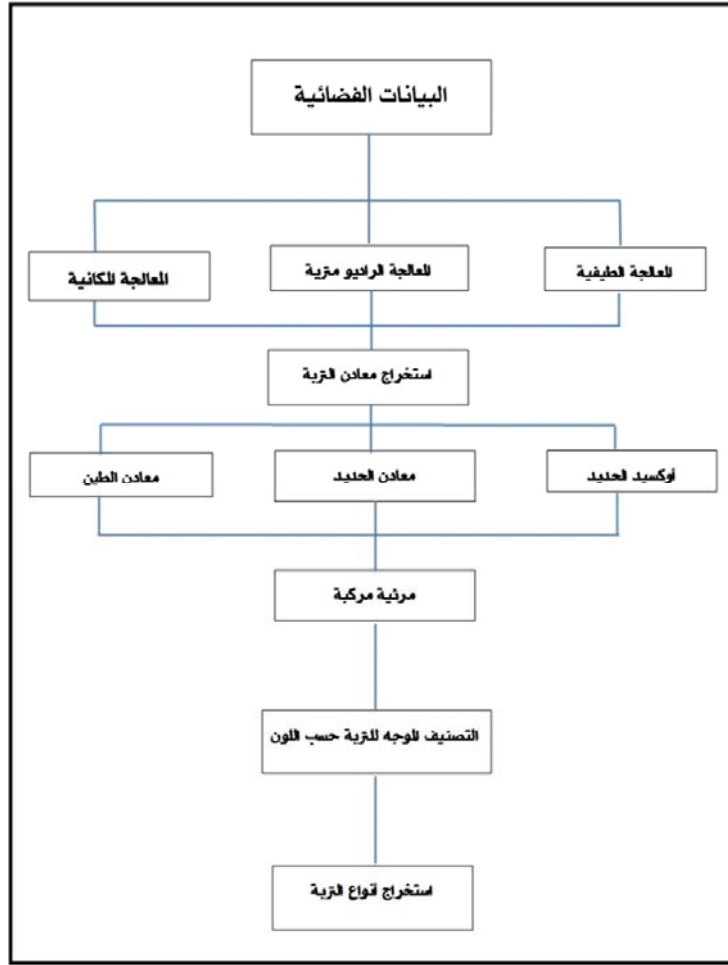 البيانات الفضائية
المعالجة الطيفية
المعالجة الراديو مترية
المعالجة المكانية
استخراج معادن التربة
أوكسيد الحديد
معادن الحديد
معادن الطين
مرئية مركبة
التصنيف الموجه للتربة حسب اللون
استخراج أنواع التربة